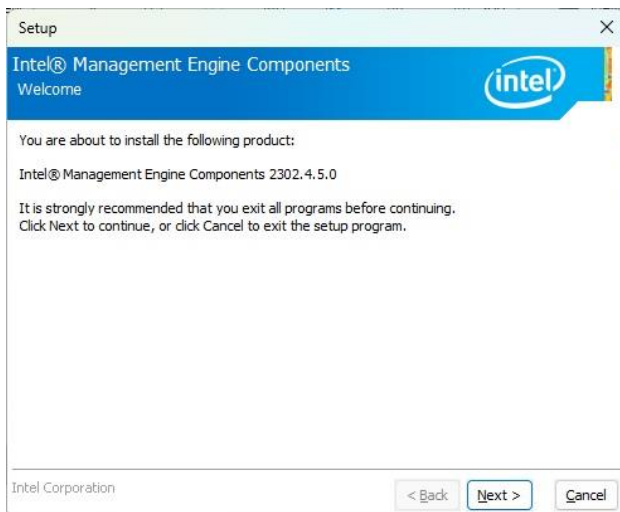 Setup
Intel® Management Engine Components
Welcome
intel
You are about to install the following product:
Intel® Management Engine Components 2302.4.5.0
It is strongly recommended that you exit all programs before continuing.
Click Next to continue, or click Cancel to exit the setup program.
Intel Corporation
< Back
Next >
Cancel